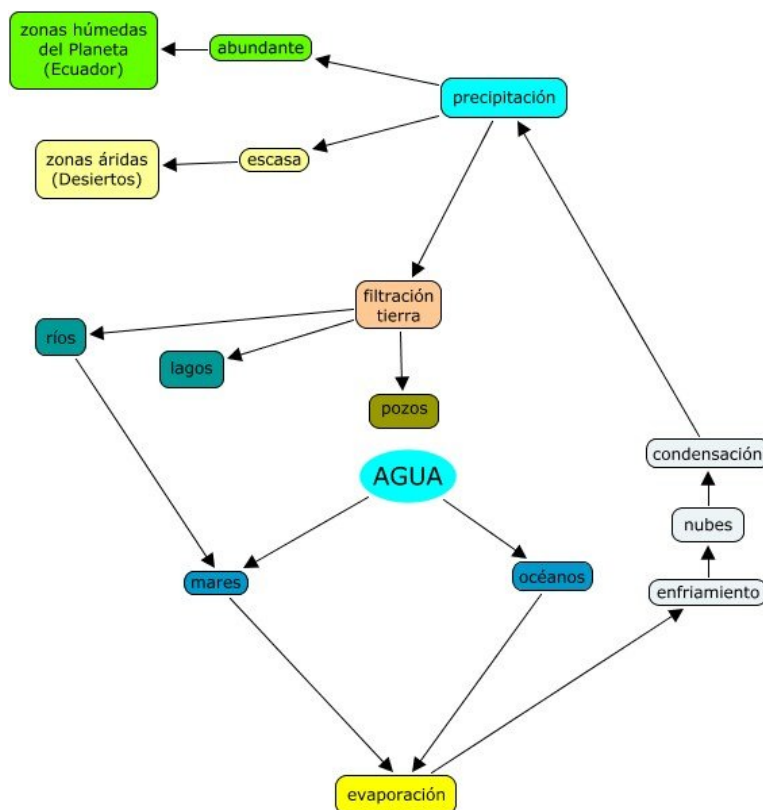 zonas húmedas
del Planeta
(Ecuador)
abundante
precipitación
zonas áridas
(Desiertos)
escasa
filtración
tierra
ríos
lagos
pozos
condensación
AGUA
nubes
mares
océanos
enfriamiento
evaporación